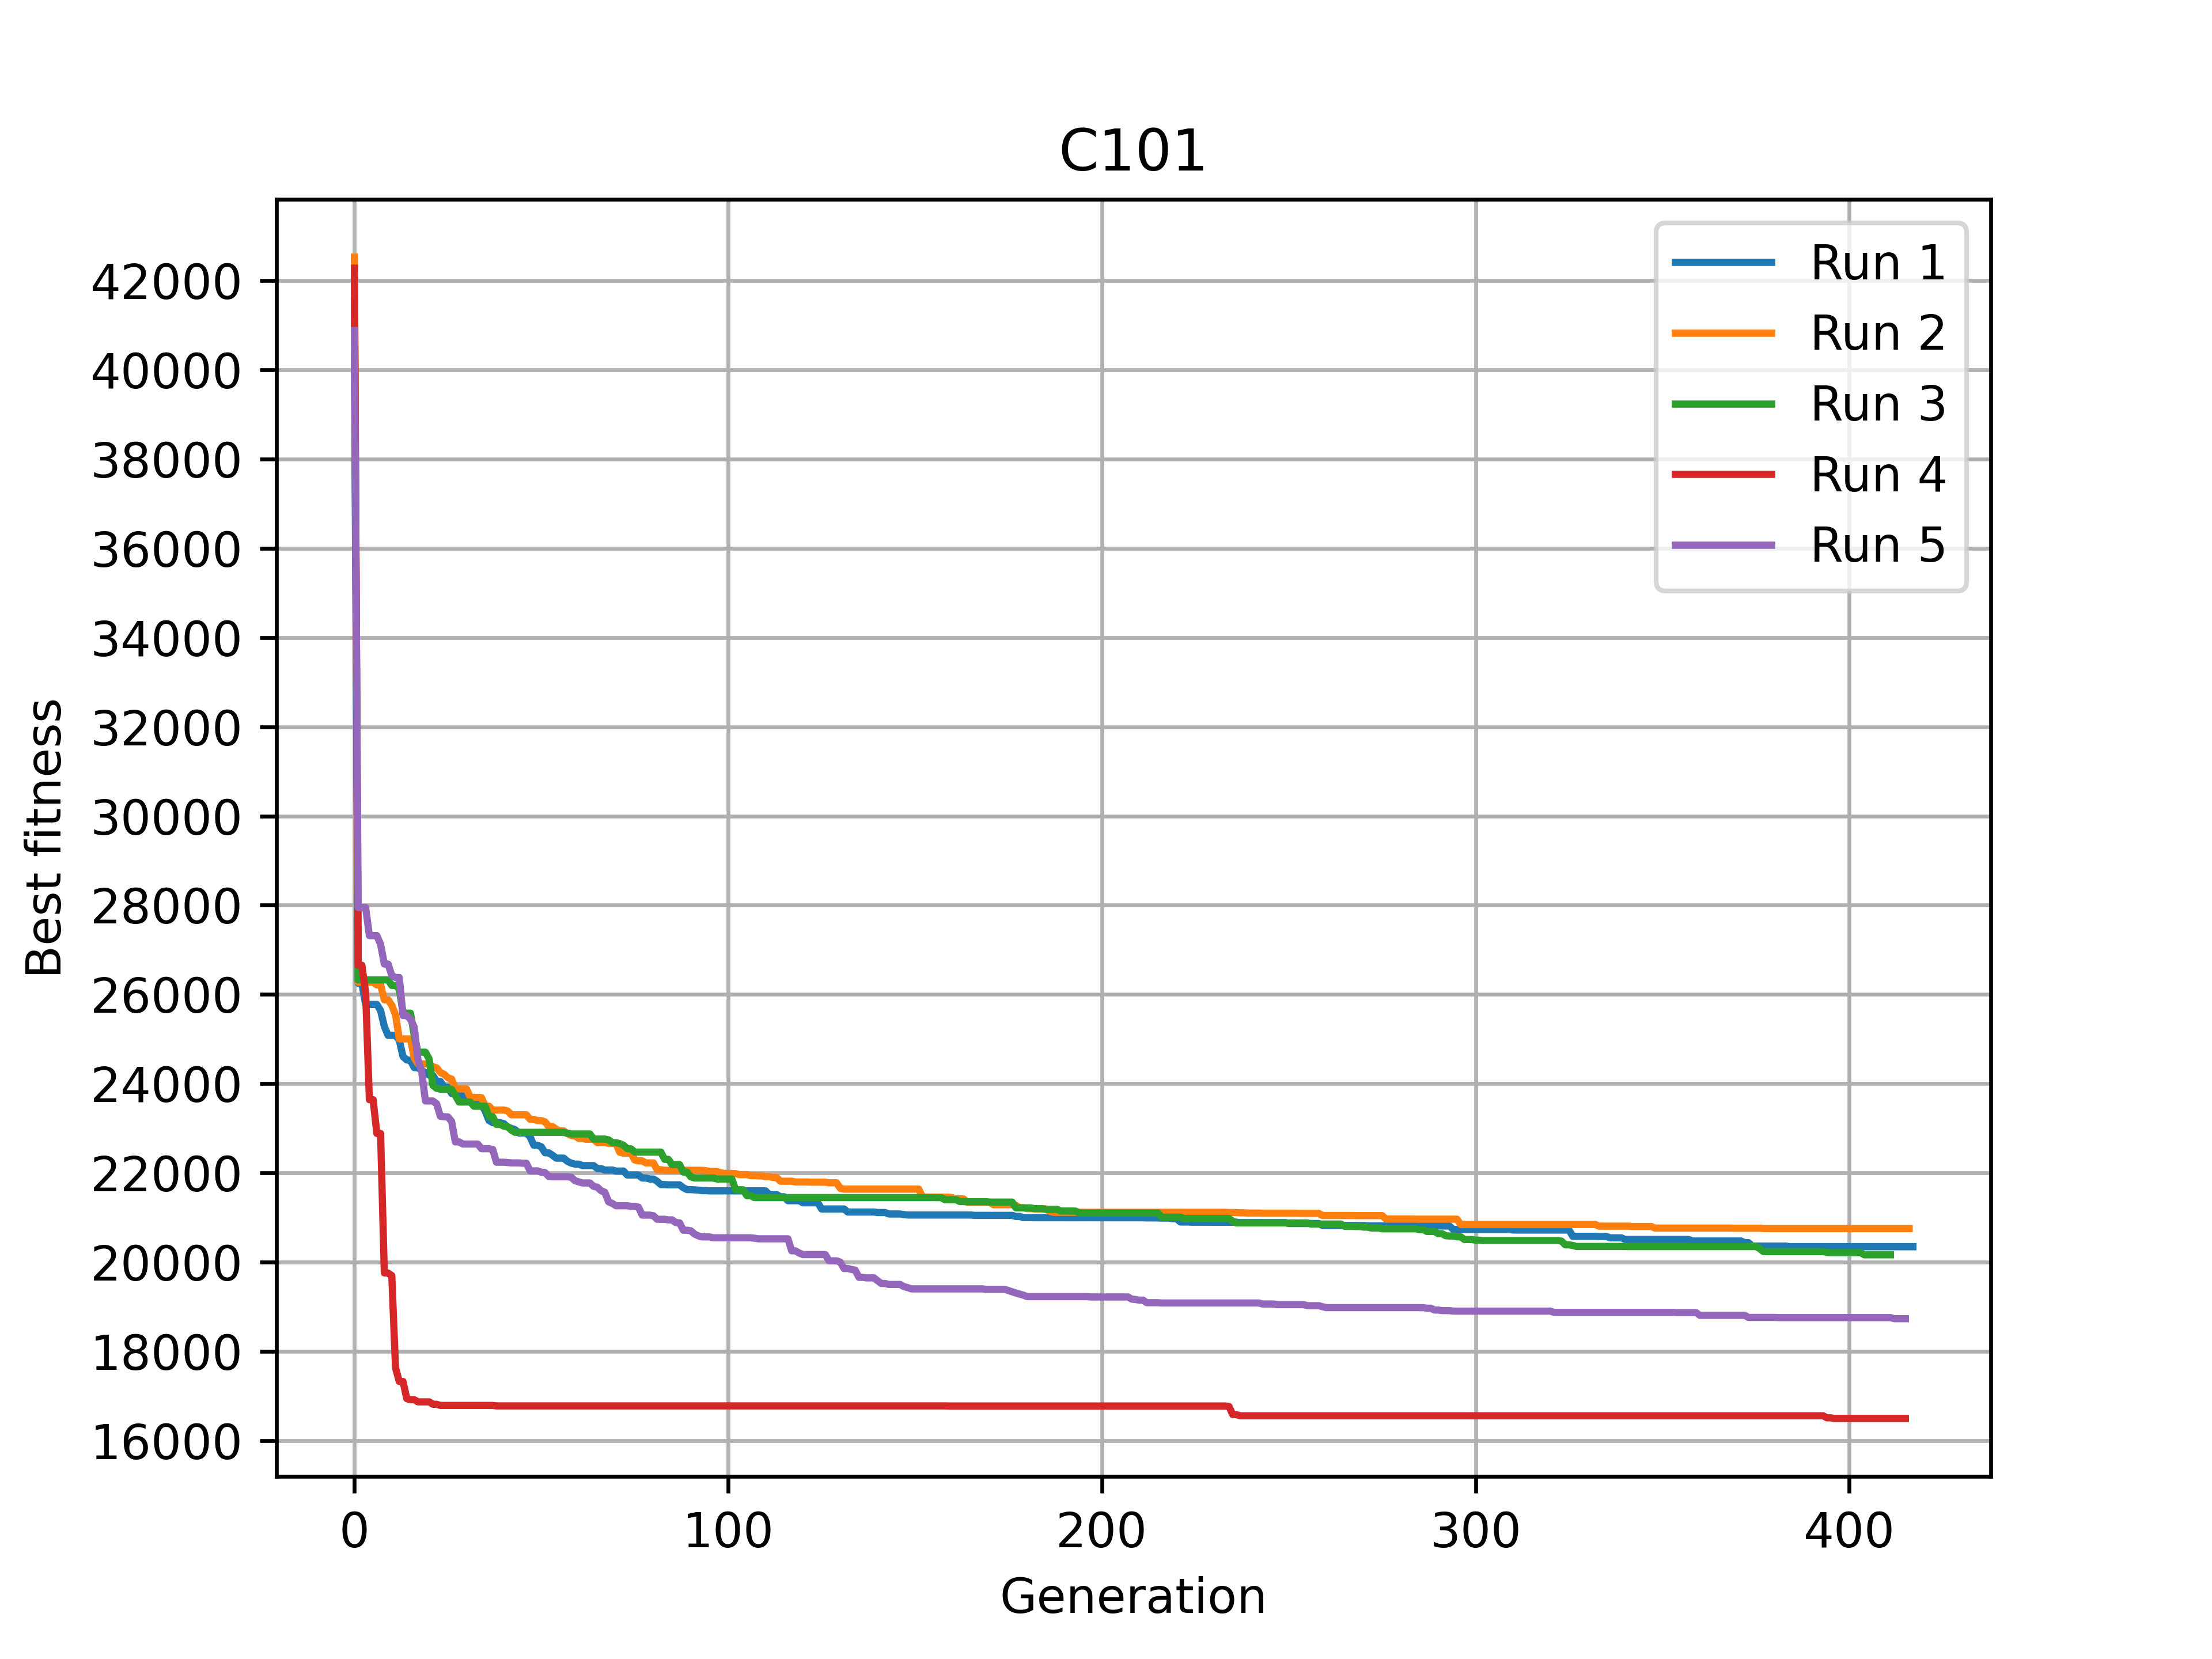 C101
42000
40000
38000
36000
34000
32000
30000
28000
26000
24000
22000
20000
18000
16000
Best fitness
Run 1
Run 2
Run 3
Run 4
Run 5
0 100 200 300 400
Generation